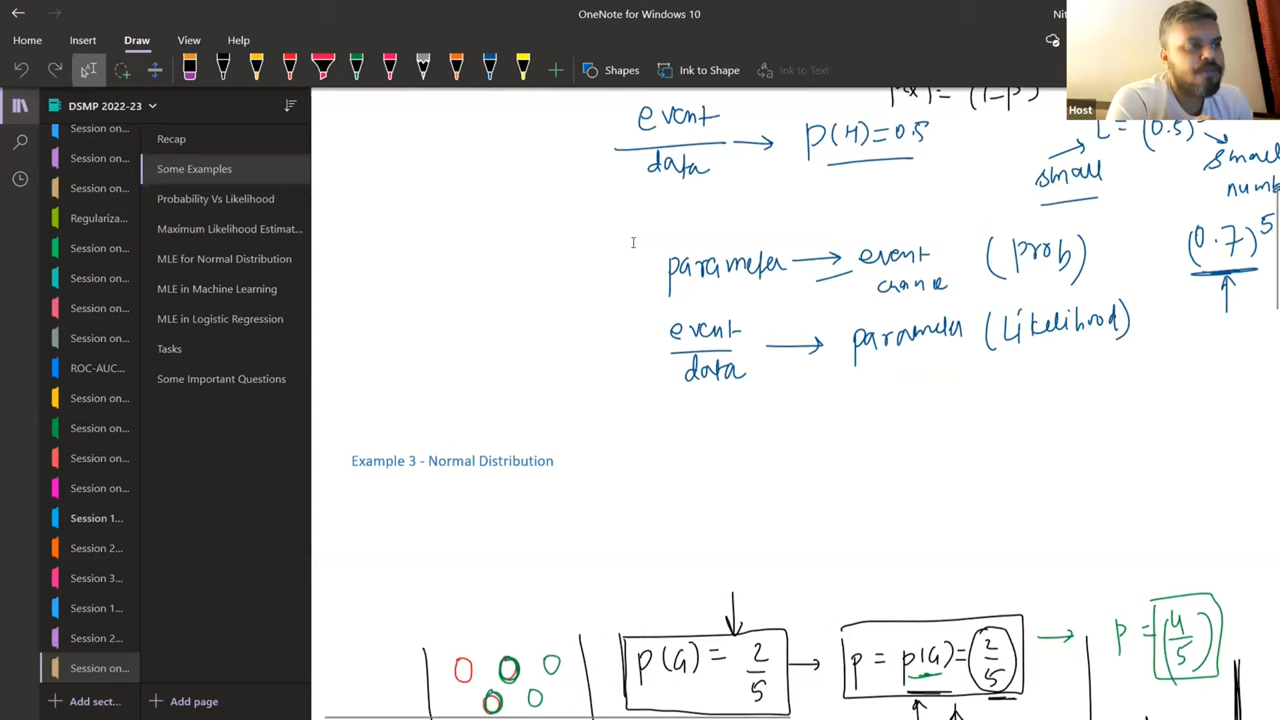 OneNote for Windows 10
Home Insert Draw View Help
Shapes Ink to Shape Ink to Text
Host
DSMP 2022-23
Session on...
Session on...
Regulariza...
Session on...
Session on...
Session on...
Session on...
ROC-AUC...
Session on...
Session on...
Session on...
Session on...
Session 1...
Session 2...
Session 3...
Session 1...
Session 2...
Session on...
Add sect...
Recap
Some Examples
Probability Vs Likelihood
Maximum Likelihood Estimat...
MLE for Normal Distribution
MLE in Machine Learning
MLE in Logistic Regression
Tasks
Some Important Questions
Add page
event
data → P(H) = 0.5
L = (0.5)
small
small
parameter → event (prob)
chance
(0.7)^5
event
data → parameter (Likelihood)
Example 3 - Normal Distribution
p(G) = 2/5 → p = p(G) = (2/5) → p = (4/5)